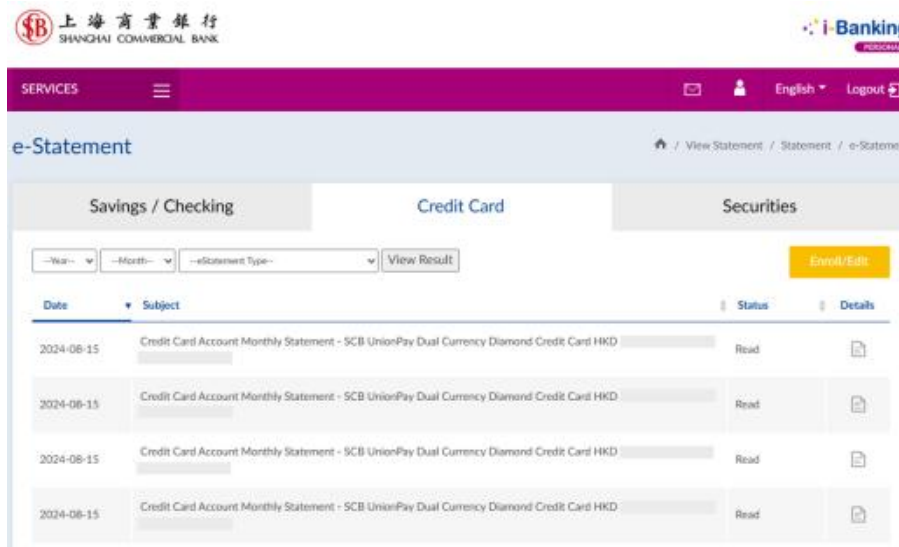 上海商業銀行
SHANGHAI COMMERCIAL BANK
i-Banking
PERSONAL
SERVICES
English
Logout
e-Statement
/ View Statement / Statement / e-Stateme
Savings / Checking
Credit Card
Securities
--Year--
--Month--
--eStatement Type--
View Result
Enroll/Edit
Date
Subject
Status
Details
2024-08-15
Credit Card Account Monthly Statement - SCB UnionPay Dual Currency Diamond Credit Card HKD
Read
2024-08-15
Credit Card Account Monthly Statement - SCB UnionPay Dual Currency Diamond Credit Card HKD
Read
2024-08-15
Credit Card Account Monthly Statement - SCB UnionPay Dual Currency Diamond Credit Card HKD
Read
2024-08-15
Credit Card Account Monthly Statement - SCB UnionPay Dual Currency Diamond Credit Card HKD
Read